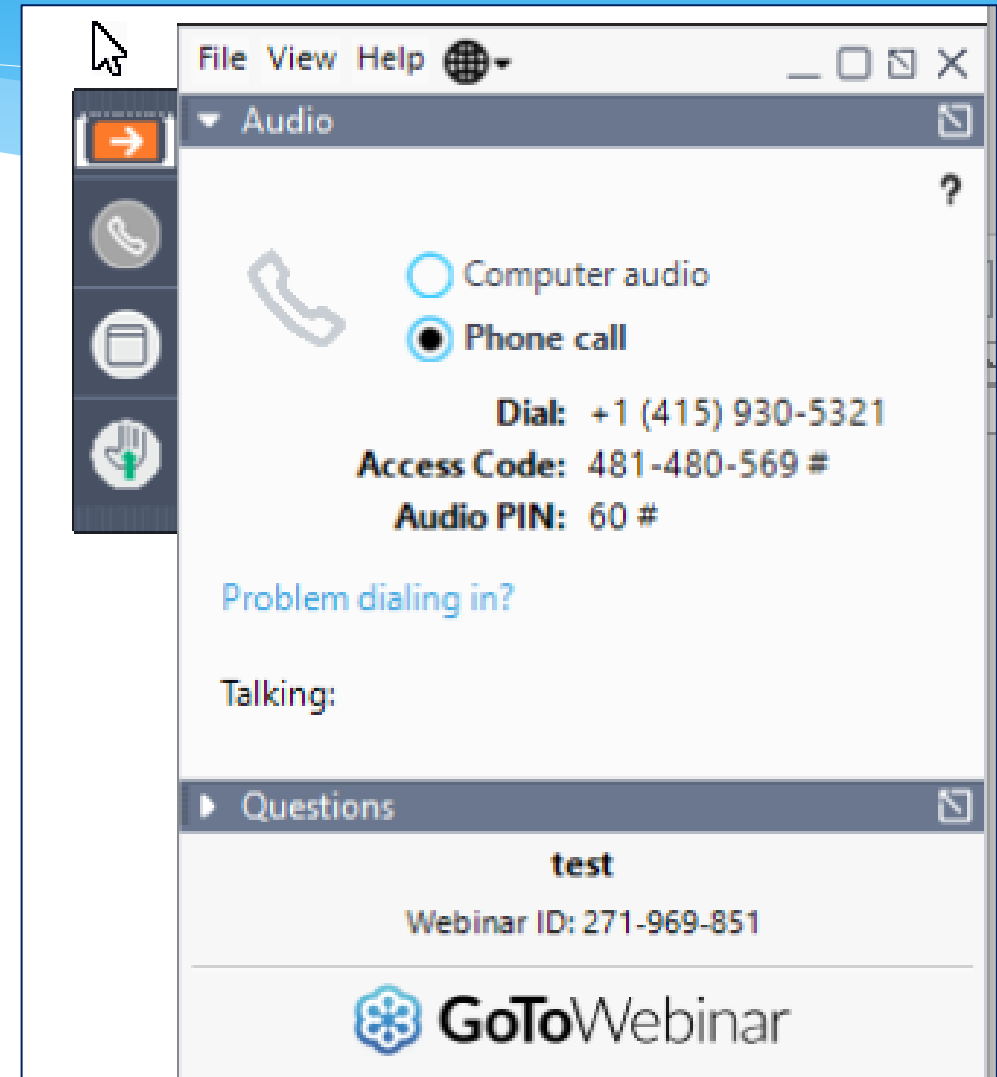 File View Help
Audio
?
Computer audio
Phone call
Dial: +1 (415) 930-5321
Access Code: 481-480-569 #
Audio PIN: 60 #
Problem dialing in?
Talking:
Questions
test
Webinar ID: 271-969-851
GoToWebinar